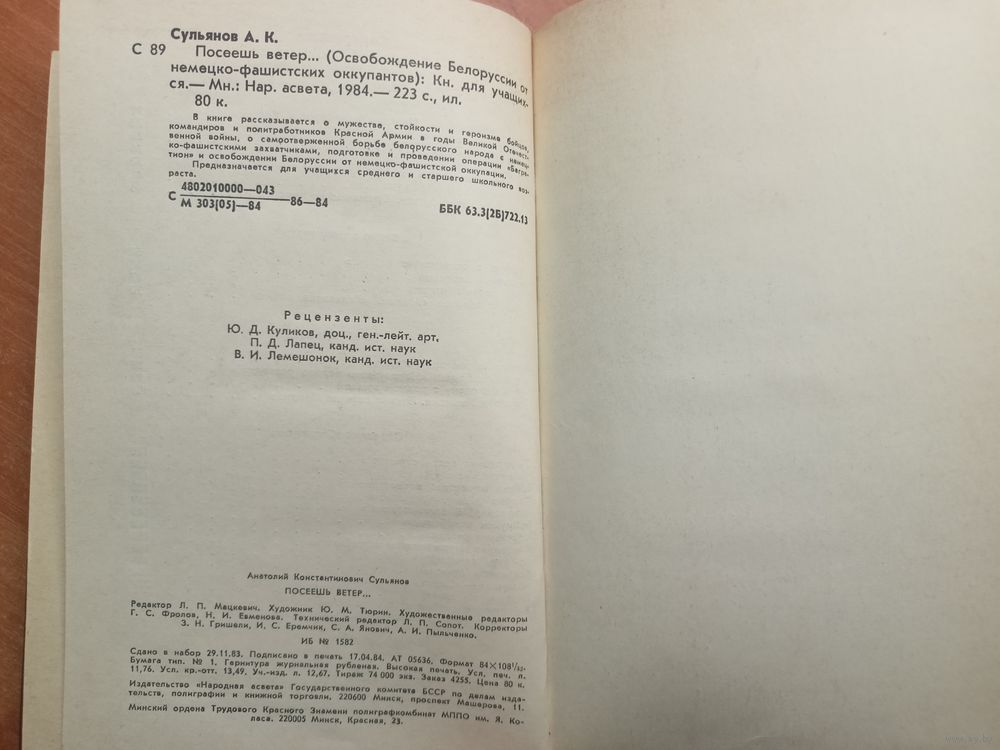 Сульянов А. К.
С 89 Посеешь ветер... (Освобождение Белоруссии от
немецко-фашистских оккупантов): Кн. для учащих-
ся.— Мн.: Нар. асвета, 1984.— 223 с., ил.
80 к.
В книге рассказывается о мужестве, стойкости и героизме бойцов,
командиров и политработников Красной Армии в годы Великой Отечест-
венной войны, о самоотверженной борьбе белорусского народа с немец-
ко-фашистскими захватчиками, подготовке и проведении операции «Багра-
тион» и освобождении Белоруссии от немецко-фашистской оккупации.
Предназначается для учащихся среднего и старшего школьного воз-
раста.
С 4802010000—043
М 303(05)—84 —86—84
ББК 63.3(2Б)722.13
Рецензенты:
Ю. Д. Куликов, доц., ген.-лейт. арт.
П. Д. Лапец, канд. ист. наук
В. И. Лемешонок, канд. ист. наук
Анатолий Константинович Сульянов
ПОСЕЕШЬ ВЕТЕР...
Редактор Л. П. Мацкевич. Художник Ю. М. Тюрин. Художественные редакторы
Г. С. Фролов, Н. И. Евменова. Технический редактор Л. П. Сопот. Корректоры
З. Н. Гришели, И. С. Еремчик, С. А. Янович, А. И. Пыльченко.
ИБ № 1582
Сдано в набор 29.11.83. Подписано в печать 17.04.84. АТ 05636. Формат 84×108¹/₃₂.
Бумага тип. № 1. Гарнитура журнальная рубленая. Высокая печать. Усл. печ. л.
11,76. Усл. кр.-отт. 13,49. Уч.-изд. л. 12,67. Тираж 74 000 экз. Заказ 4255. Цена 80 к.
Издательство «Народная асвета» Государственного комитета БССР по делам изда-
тельств, полиграфии и книжной торговли. 220600 Минск, проспект Машерова, 11.
Минский ордена Трудового Красного Знамени полиграфкомбинат МППО им. Я. Ко-
ласа. 220005 Минск, Красная, 23.